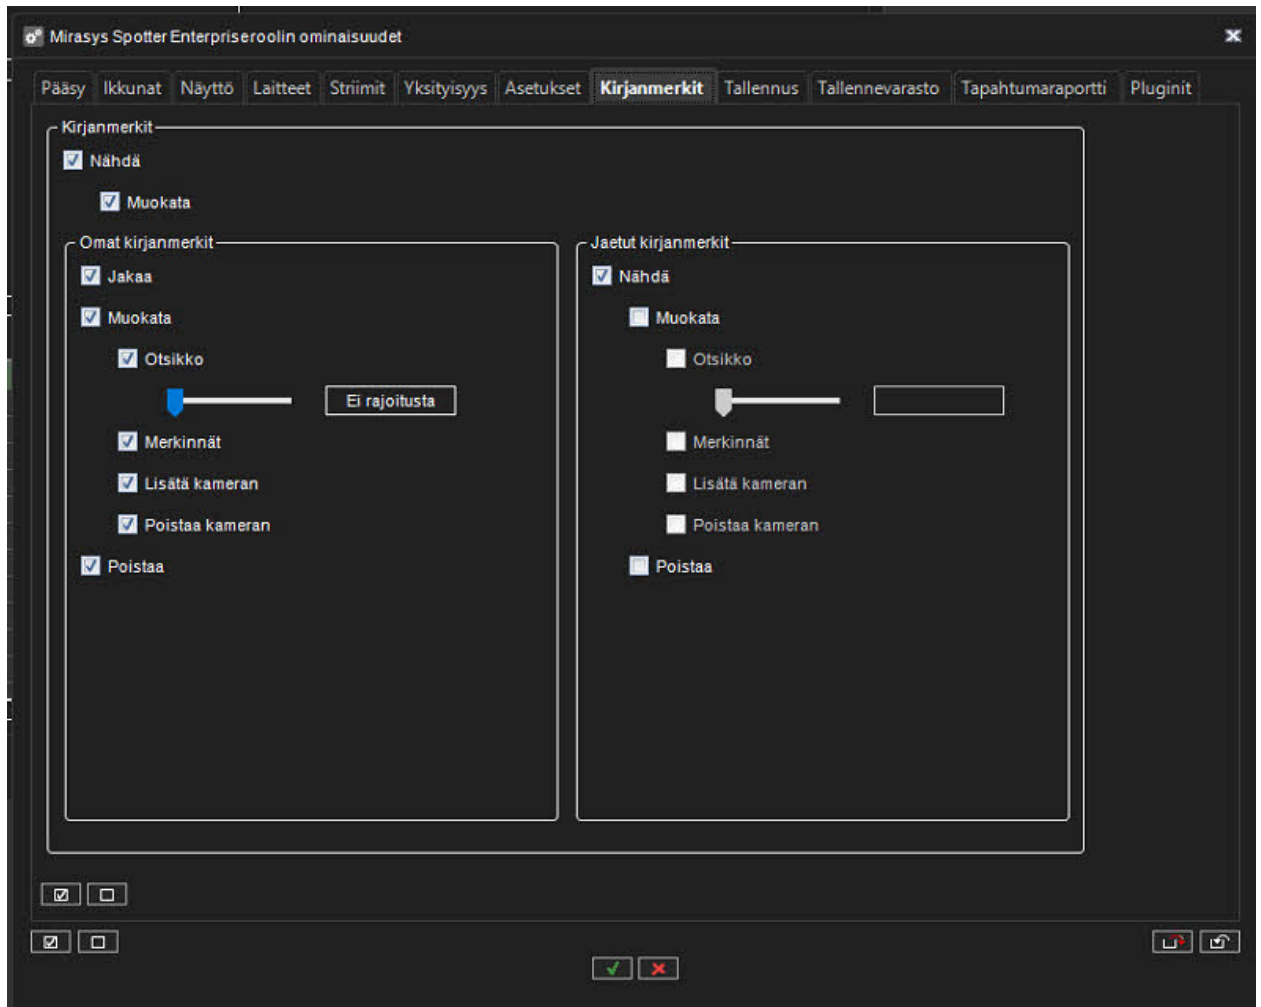 Mirasys Spotter Enterpriseroolin ominaisuudet
Pääsy Ikkunat Näyttö Laitteet Striimit Yksityisyys Asetukset Kirjanmerkit Tallennus Tallennevarasto Tapahtumaraportti Pluginit
Kirjanmerkit
Nähdä
Muokata
Omat kirjanmerkit
Jakaa
Muokata
Otsikko
Ei rajoitusta
Merkinnät
Lisätä kameran
Poistaa kameran
Poistaa
Jaetut kirjanmerkit
Nähdä
Muokata
Otsikko
Merkinnät
Lisätä kameran
Poistaa kameran
Poistaa